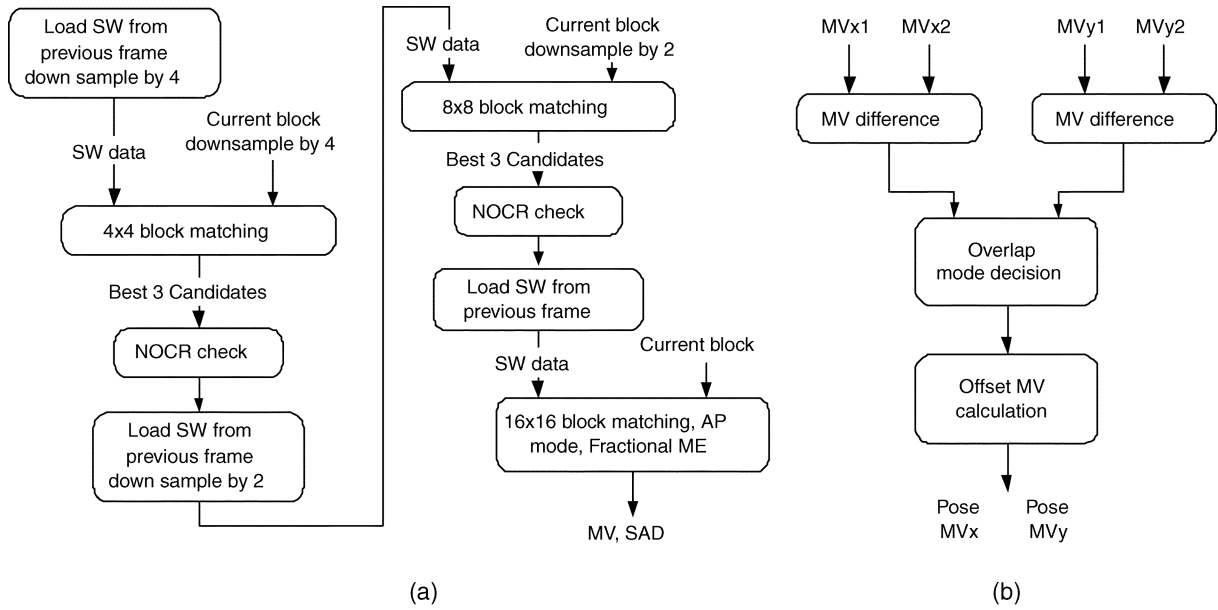 Load SW from
previous frame
down sample by 4
SW data
Current block
downsample by 4
4x4 block matching
Best 3 Candidates
NOCR check
Load SW from
previous frame
down sample by 2
SW data
Current block
downsample by 2
8x8 block matching
Best 3 Candidates
NOCR check
Load SW from
previous frame
SW data
Current block
16x16 block matching, AP
mode, Fractional ME
MV, SAD
(a)
MVx1 MVx2
MVy1 MVy2
MV difference
MV difference
Overlap
mode decision
Offset MV
calculation
Pose
MVx
Pose
MVy
(b)